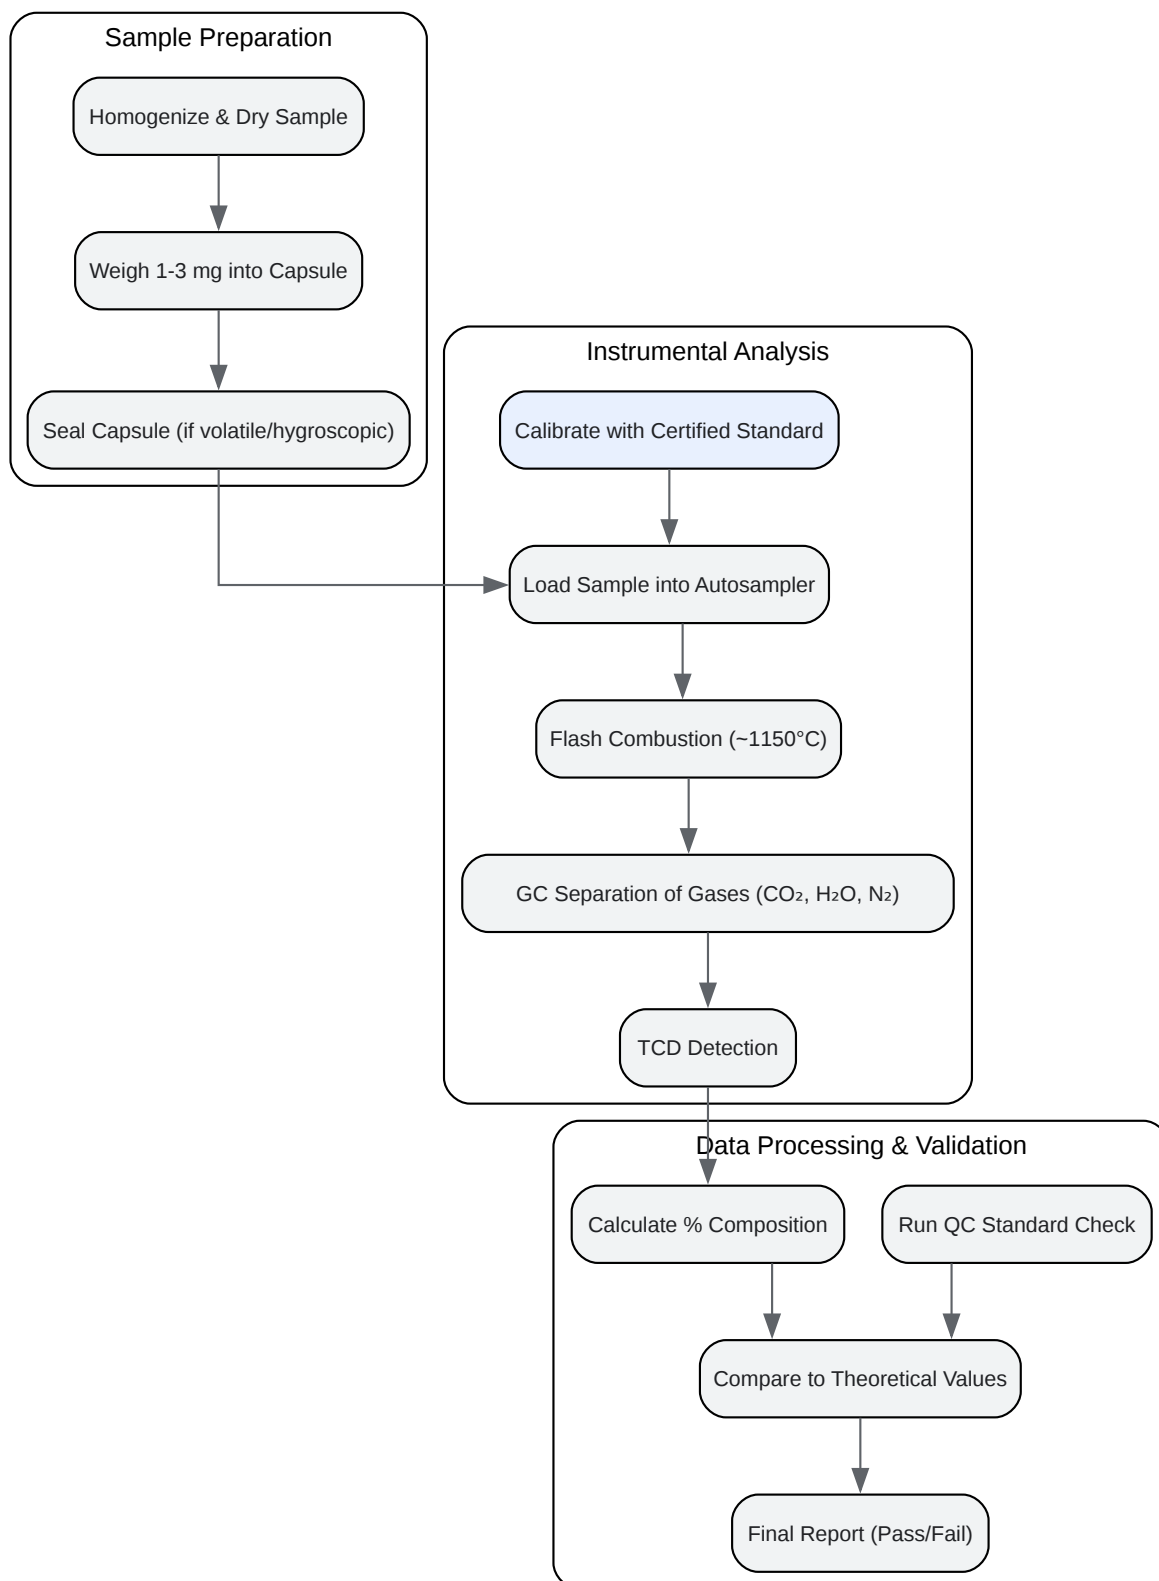 Sample Preparation
Homogenize & Dry Sample
Weigh 1-3 mg into Capsule
Seal Capsule (if volatile/hygroscopic)
Instrumental Analysis
Calibrate with Certified Standard
Load Sample into Autosampler
Flash Combustion (~1150°C)
GC Separation of Gases (CO₂, H₂O, N₂)
TCD Detection
Data Processing & Validation
Calculate % Composition
Run QC Standard Check
Compare to Theoretical Values
Final Report (Pass/Fail)